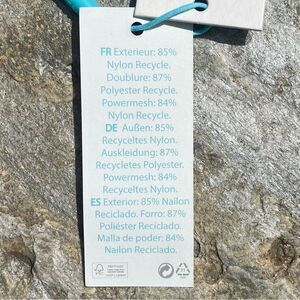 FR Exterieur: 85%
Nylon Recycle.
Doublure: 87%
Polyester Recycle.
Powermesh: 84%
Nylon Recycle.
DE Außen: 85%
Recyceltes Nylon.
Auskleidung: 87%
Recycletes Polyester.
Powermesh: 84%
Recyceltes Nylon.
ES Exterior: 85% Nailon
Reciclado. Forro: 87%
Poliéster Reciclado.
Malla de poder: 84%
Nailon Reciclado.